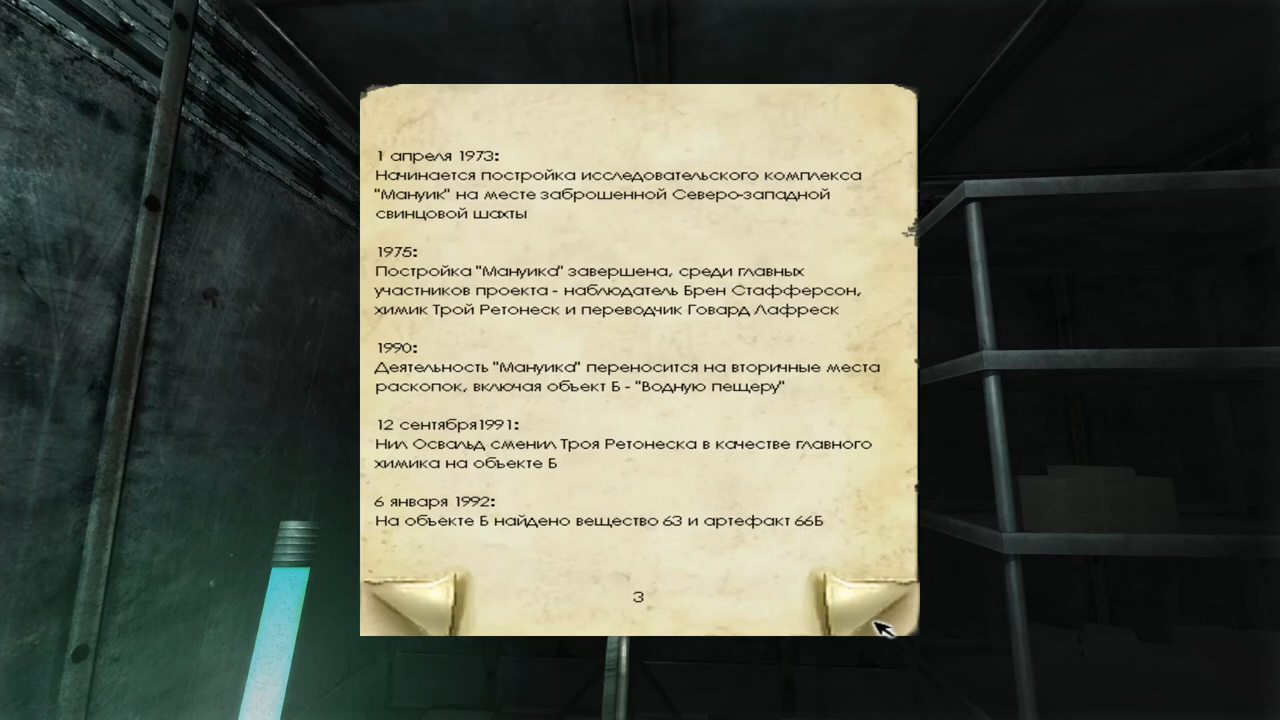 1 апреля 1973:
Начинается постройка исследовательского комплекса
"Мануик" на месте заброшенной Северо-западной
свинцовой шахты
1975:
Постройка "Мануика" завершена, среди главных
участников проекта - наблюдатель Брен Стафферсон,
химик Трой Ретонеск и переводчик Говард Лафреск
1990:
Деятельность "Мануика" переносится на вторичные места
раскопок, включая объект Б - "Водную пещеру"
12 сентября1991:
Нил Освальд сменил Троя Ретонеска в качестве главного
химика на объекте Б
6 января 1992:
На объекте Б найдено вещество 63 и артефакт 66Б
3